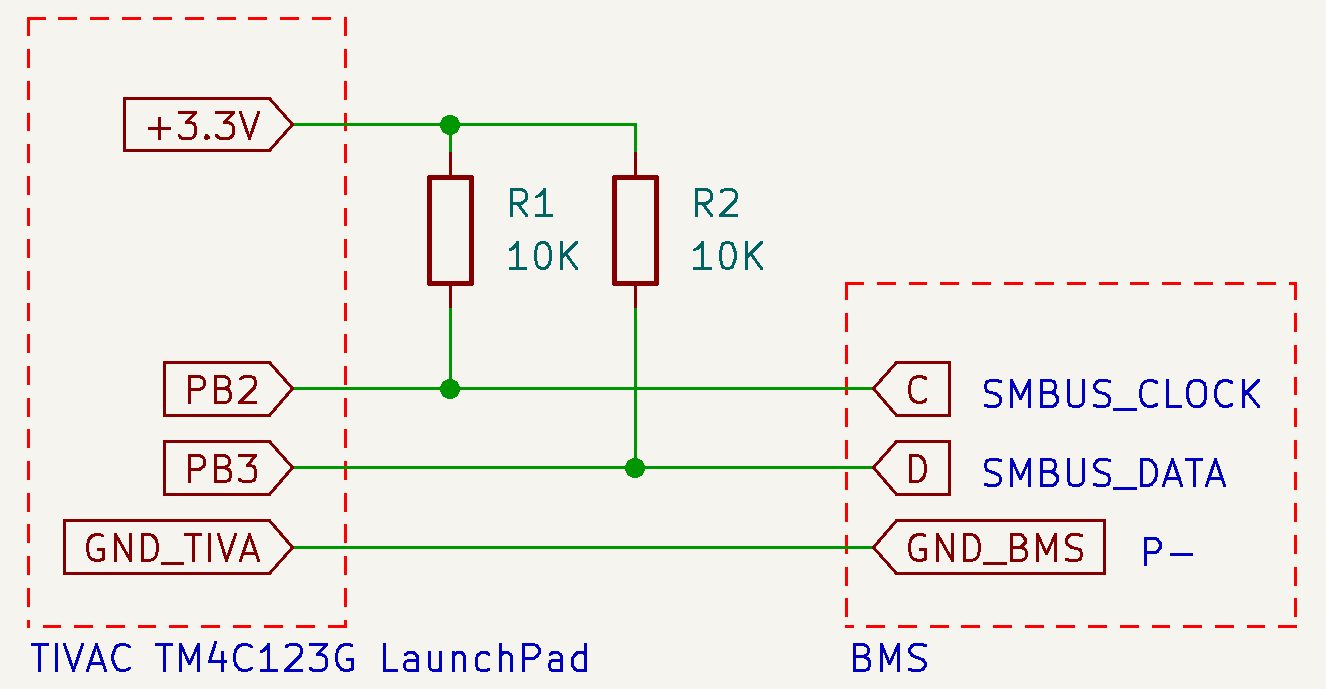 +3.3V
R1
10K
R2
10K
PB2
C
SMBUS_CLOCK
PB3
D
SMBUS_DATA
GND_TIVA
GND_BMS
P-
TIVAC TM4C123G LaunchPad
BMS